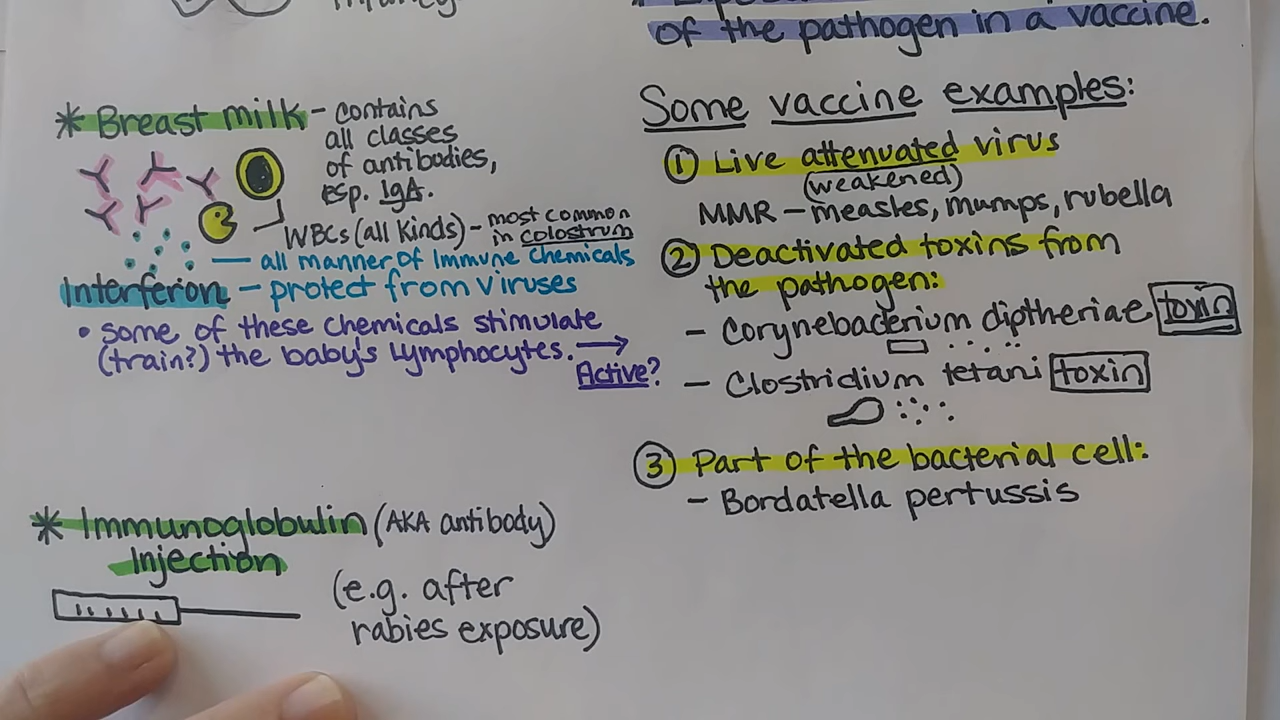 infancy
* Breast milk - contains
all classes
of antibodies,
esp. IgA.
WBCs (all kinds) - most common
in colostrum
- all manner of Immune Chemicals
Interferion - protect from viruses
• some of these chemicals stimulate
(train?) the baby's Lymphocytes. →
Active?
* Immunoglobulin (AKA antibody)
Injection
(e.g. after
rabies exposure)
of the pathogen in a vaccine.
Some vaccine examples:
① Live attenuated virus
(weakened)
MMR - measles, mumps, rubella
② Deactivated toxins from
the pathogen:
- Corynebacterium diptheriae toxin
- Clostridium tetani toxin
③ Part of the bacterial cell:
- Bordatella pertussis